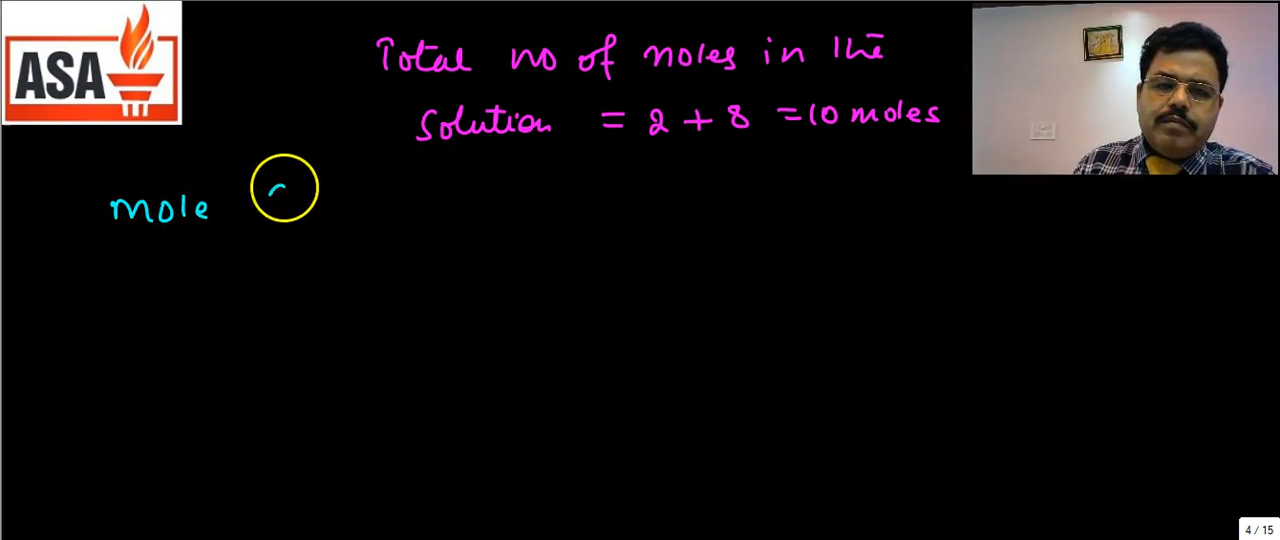 ASA
Total no of moles in the
Solution = 2 + 8 = 10 moles
mole
4 / 15